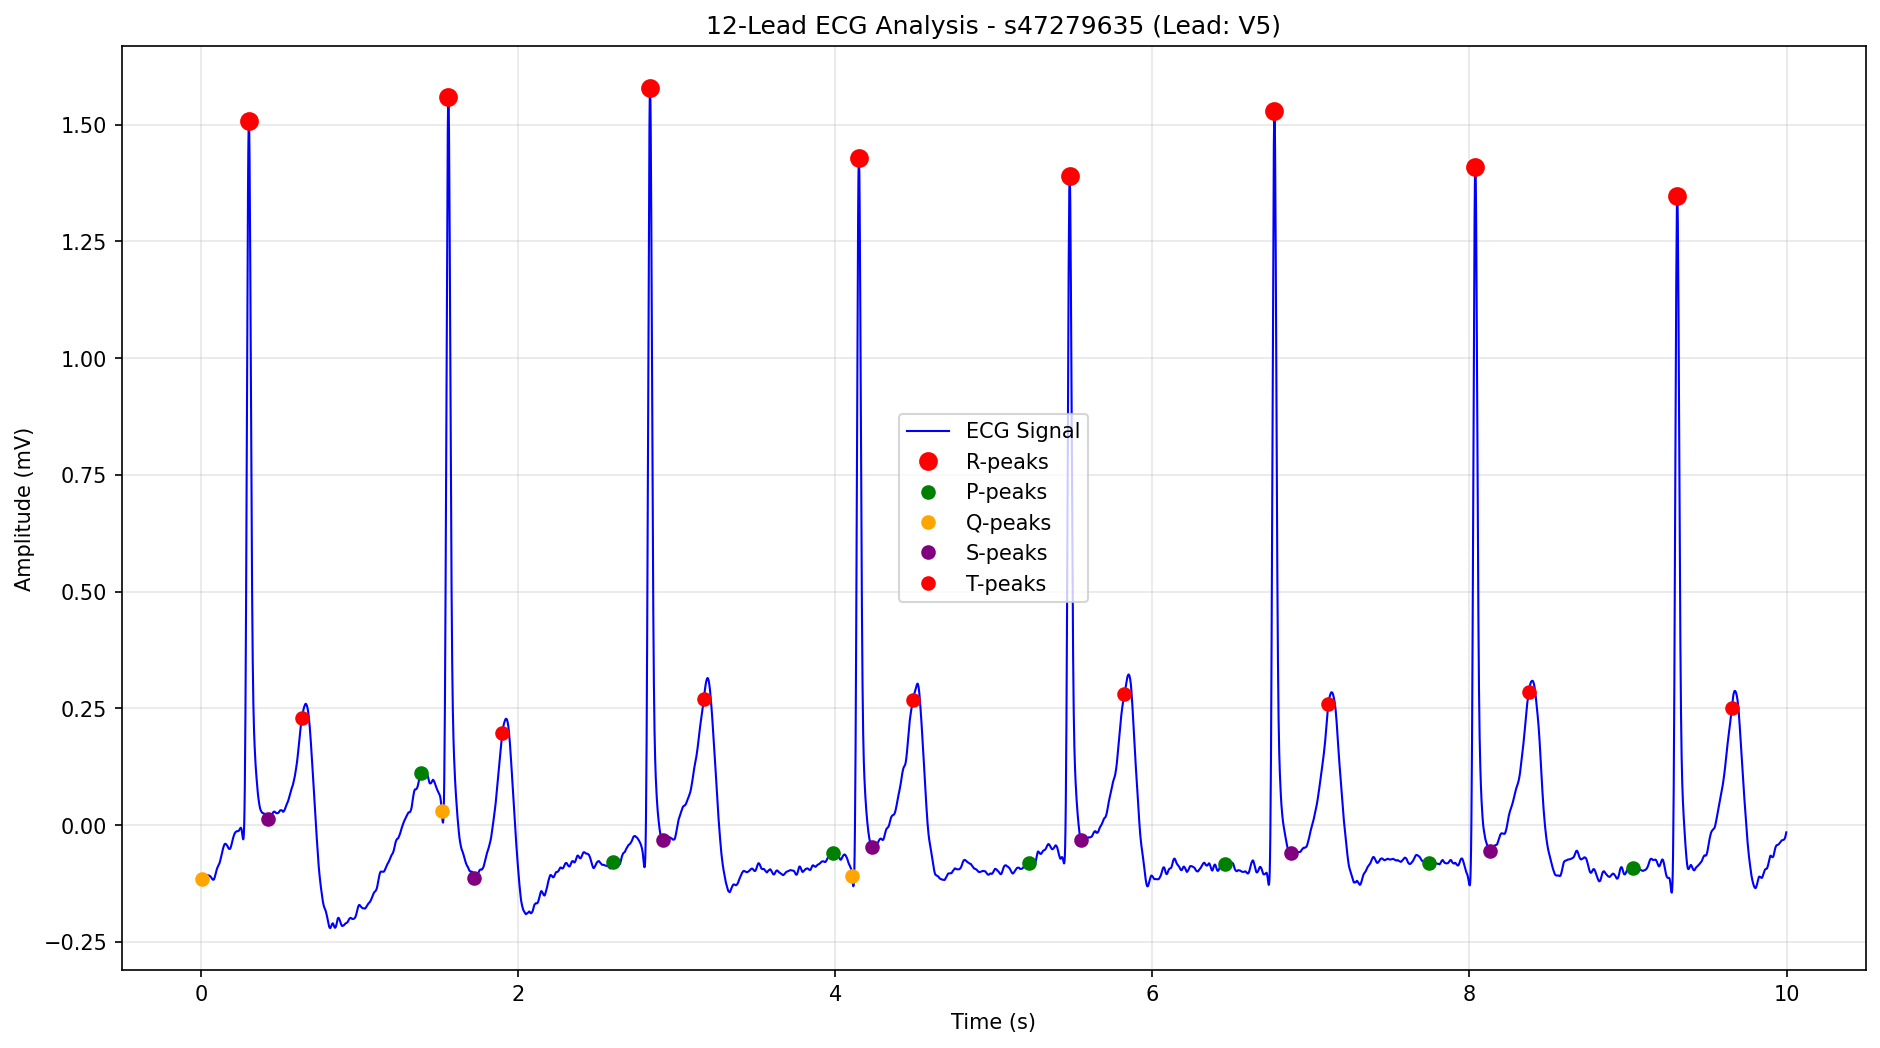 12-Lead ECG Analysis - s47279635 (Lead: V5)
Amplitude (mV)
1.50
1.25
1.00
0.75
0.50
0.25
0.00
−0.25
ECG Signal
R-peaks
P-peaks
Q-peaks
S-peaks
T-peaks
0 2 4 6 8 10
Time (s)